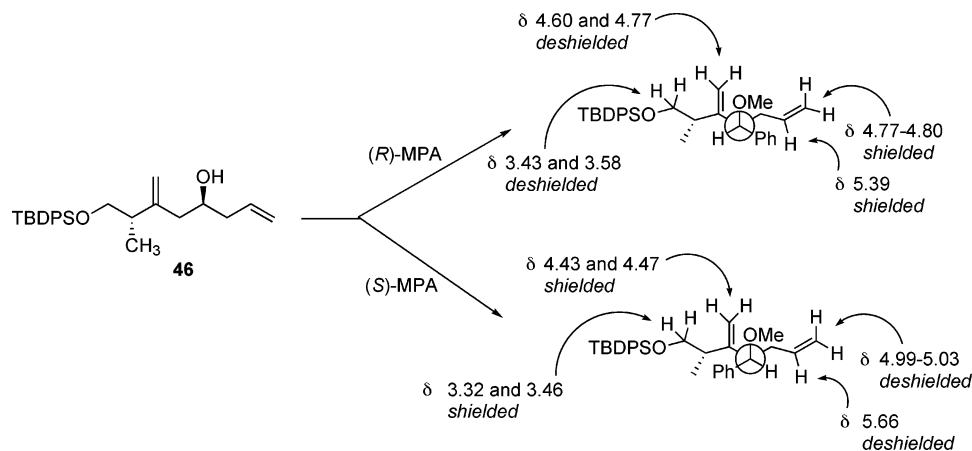 δ 4.60 and 4.77
deshielded
H H
H H
OMe
H
H
TBDPSO
H Ph H
δ 4.77-4.80
shielded
(R)-MPA
δ 3.43 and 3.58
deshielded
δ 5.39
shielded
OH
TBDPSO
CH3
46
δ 4.43 and 4.47
shielded
(S)-MPA
H H
H H
OMe
H
H
TBDPSO
Ph H H
δ 4.99-5.03
deshielded
δ 3.32 and 3.46
shielded
δ 5.66
deshielded